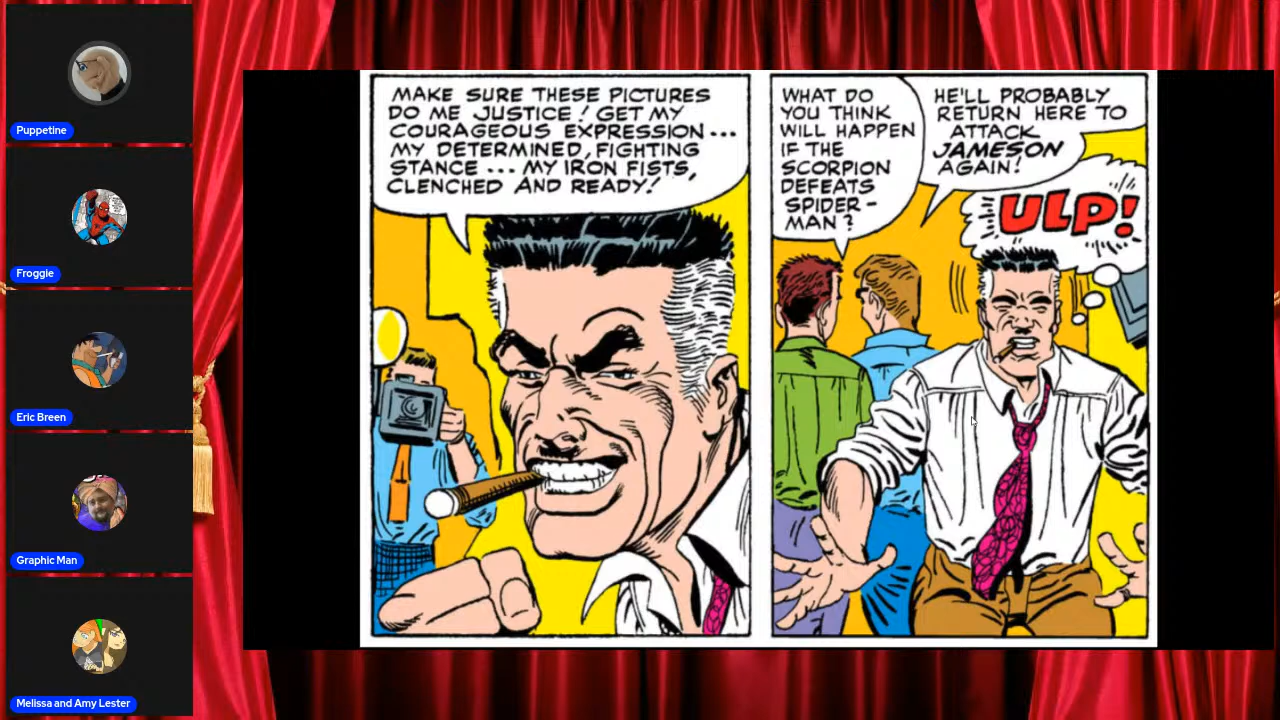 Puppetine
Froggie
Eric Breen
Graphic Man
Melissa and Amy Lester
MAKE SURE THESE PICTURES
DO ME JUSTICE! GET MY
COURAGEOUS EXPRESSION...
MY DETERMINED, FIGHTING
STANCE... MY IRON FISTS,
CLENCHED AND READY!
WHAT DO
YOU THINK
WILL HAPPEN
IF THE
SCORPION
DEFEATS
SPIDER-
MAN?
HE'LL PROBABLY
RETURN HERE TO
ATTACK
JAMESON
AGAIN!
ULP!